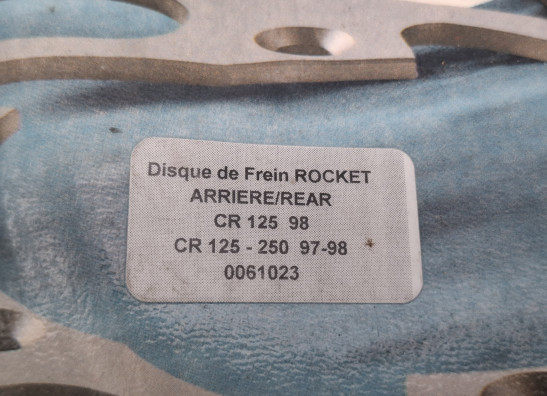 Disque de Frein ROCKET
ARRIERE/REAR
CR 125 98
CR 125 - 250 97-98
0061023